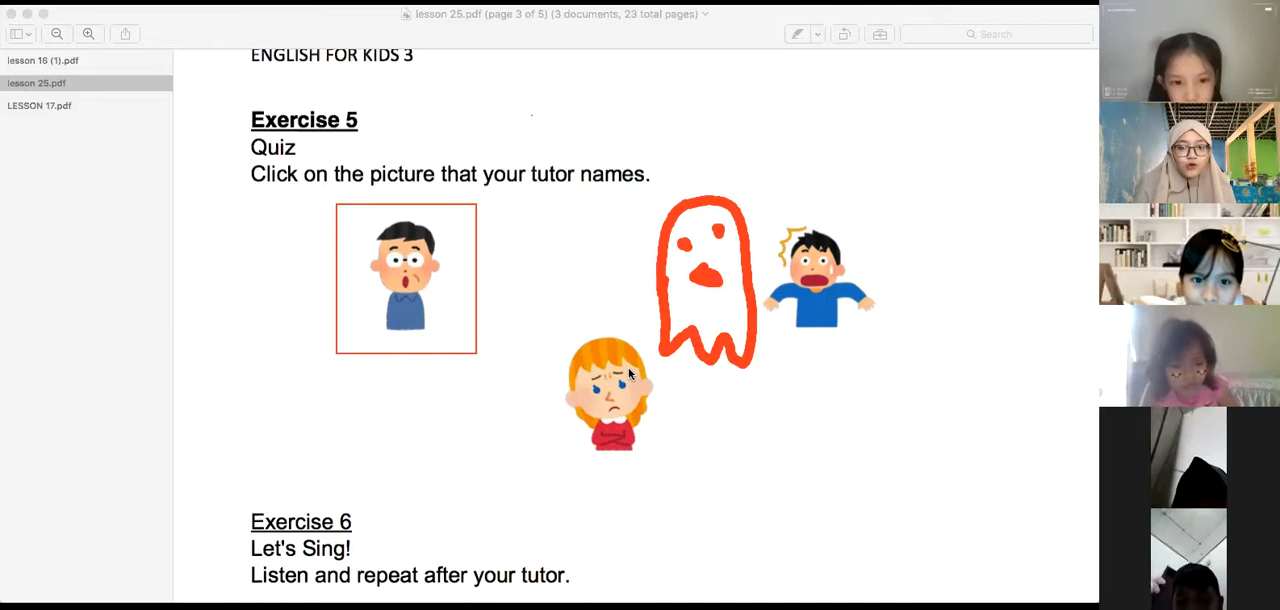 lesson 25.pdf (page 3 of 5) (3 documents, 23 total pages)
Search
lesson 16 (1).pdf
lesson 25.pdf
LESSON 17.pdf
ENGLISH FOR KIDS 3
Exercise 5
Quiz
Click on the picture that your tutor names.
Exercise 6
Let's Sing!
Listen and repeat after your tutor.